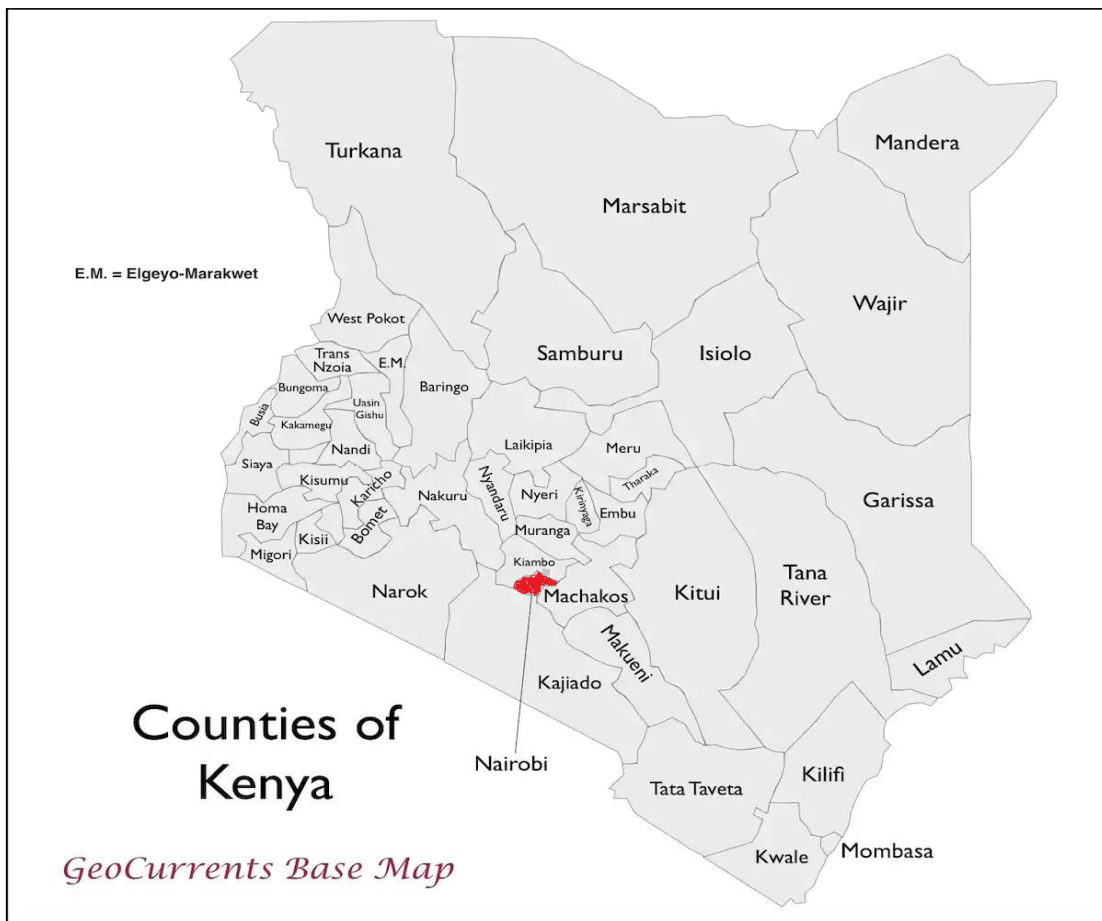 Turkana
Mandera
Marsabit
E.M. = Elgeyo-Marakwet
Wajir
West Pokot
Samburu
Isiolo
Trans
Nzoia
E.M.
Bungoma
Baringo
Uasin
Gishu
Busia
Kakamegu
Nandi
Laikipia
Meru
Siaya
Kisumu
Karicho
Nakuru
Nyandaru
Nyeri
Kirinyaga
Tharaka
Embu
Garissa
Homa
Bay
Kisii
Bomet
Muranga
Migori
Kiambo
Narok
Machakos
Kitui
Tana
River
Makueni
Lamu
Kajiado
Counties of
Kenya
Nairobi
Tata Taveta
Kilifi
Kwale
Mombasa
GeoCurrents Base Map